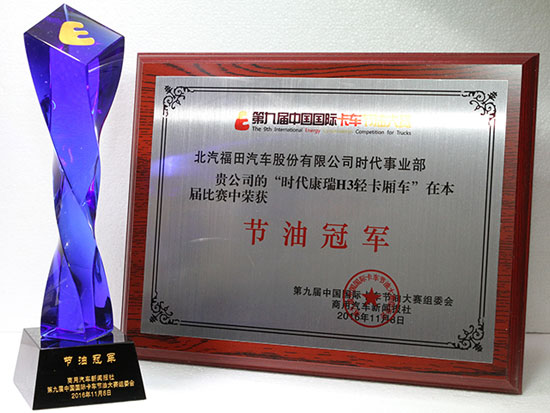 第九届中国国际卡车节油大赛
The 9th International Energy Competition for Trucks
北汽福田汽车股份有限公司时代事业部
贵公司的“时代康瑞H3轻卡厢车”在本
届比赛中荣获
节油冠军
第九届中国国际卡车节油大赛组委会
商用汽车新闻报社
2016年11月8日
节油冠军
商用汽车新闻报社
第九届中国国际卡车节油大赛组委会
2016年11月8日